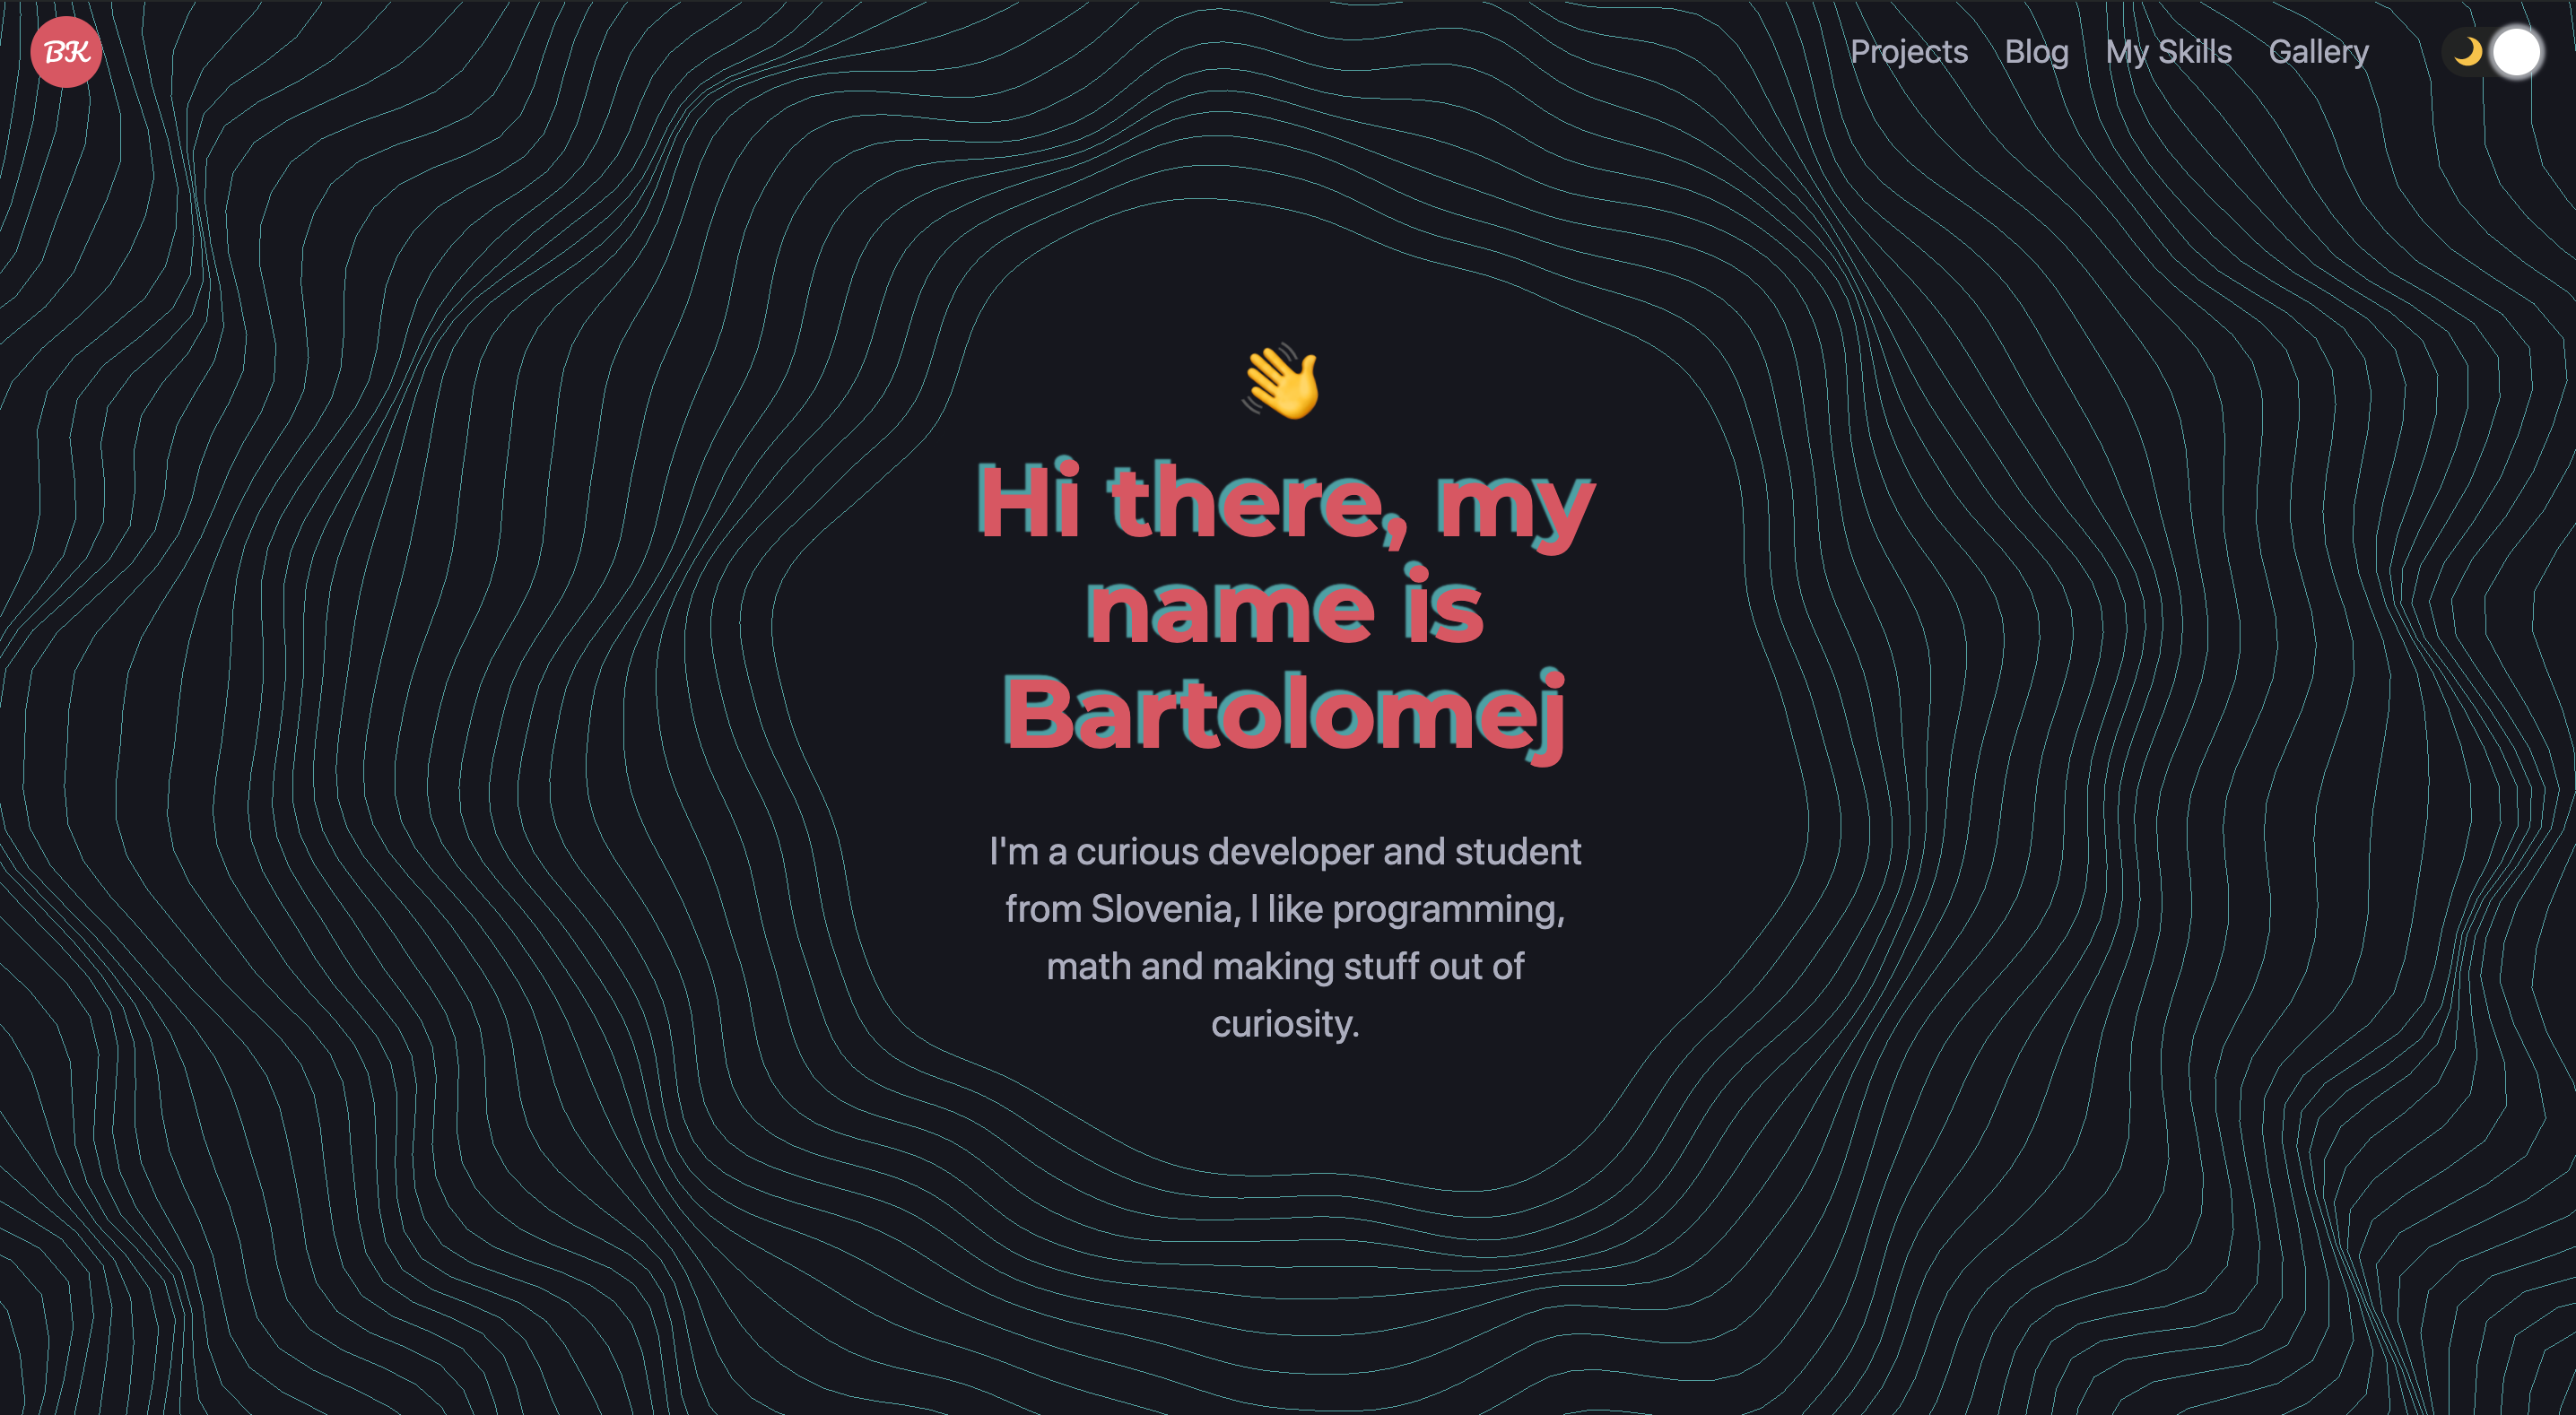 BK
Projects Blog My Skills Gallery
Hi there, my
name is
Bartolomej
I'm a curious developer and student
from Slovenia, I like programming,
math and making stuff out of
curiosity.